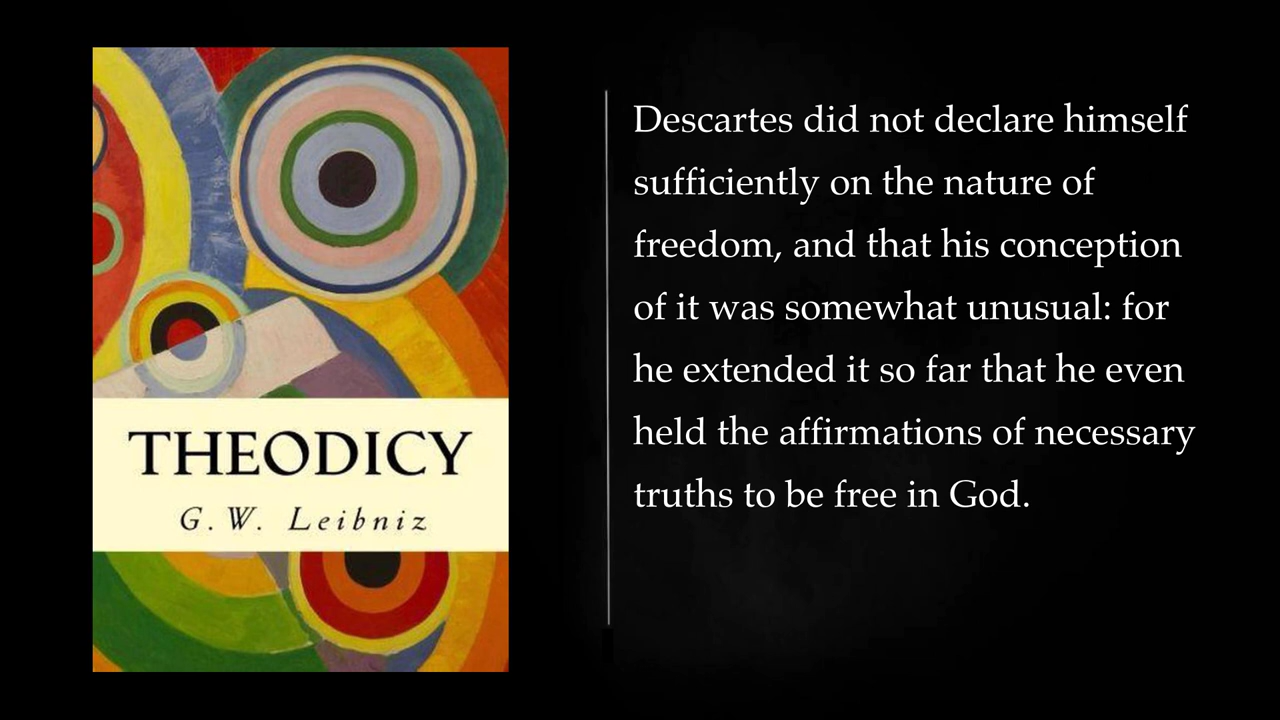 THEODICY
G.W. Leibniz
Descartes did not declare himself
sufficiently on the nature of
freedom, and that his conception
of it was somewhat unusual: for
he extended it so far that he even
held the affirmations of necessary
truths to be free in God.